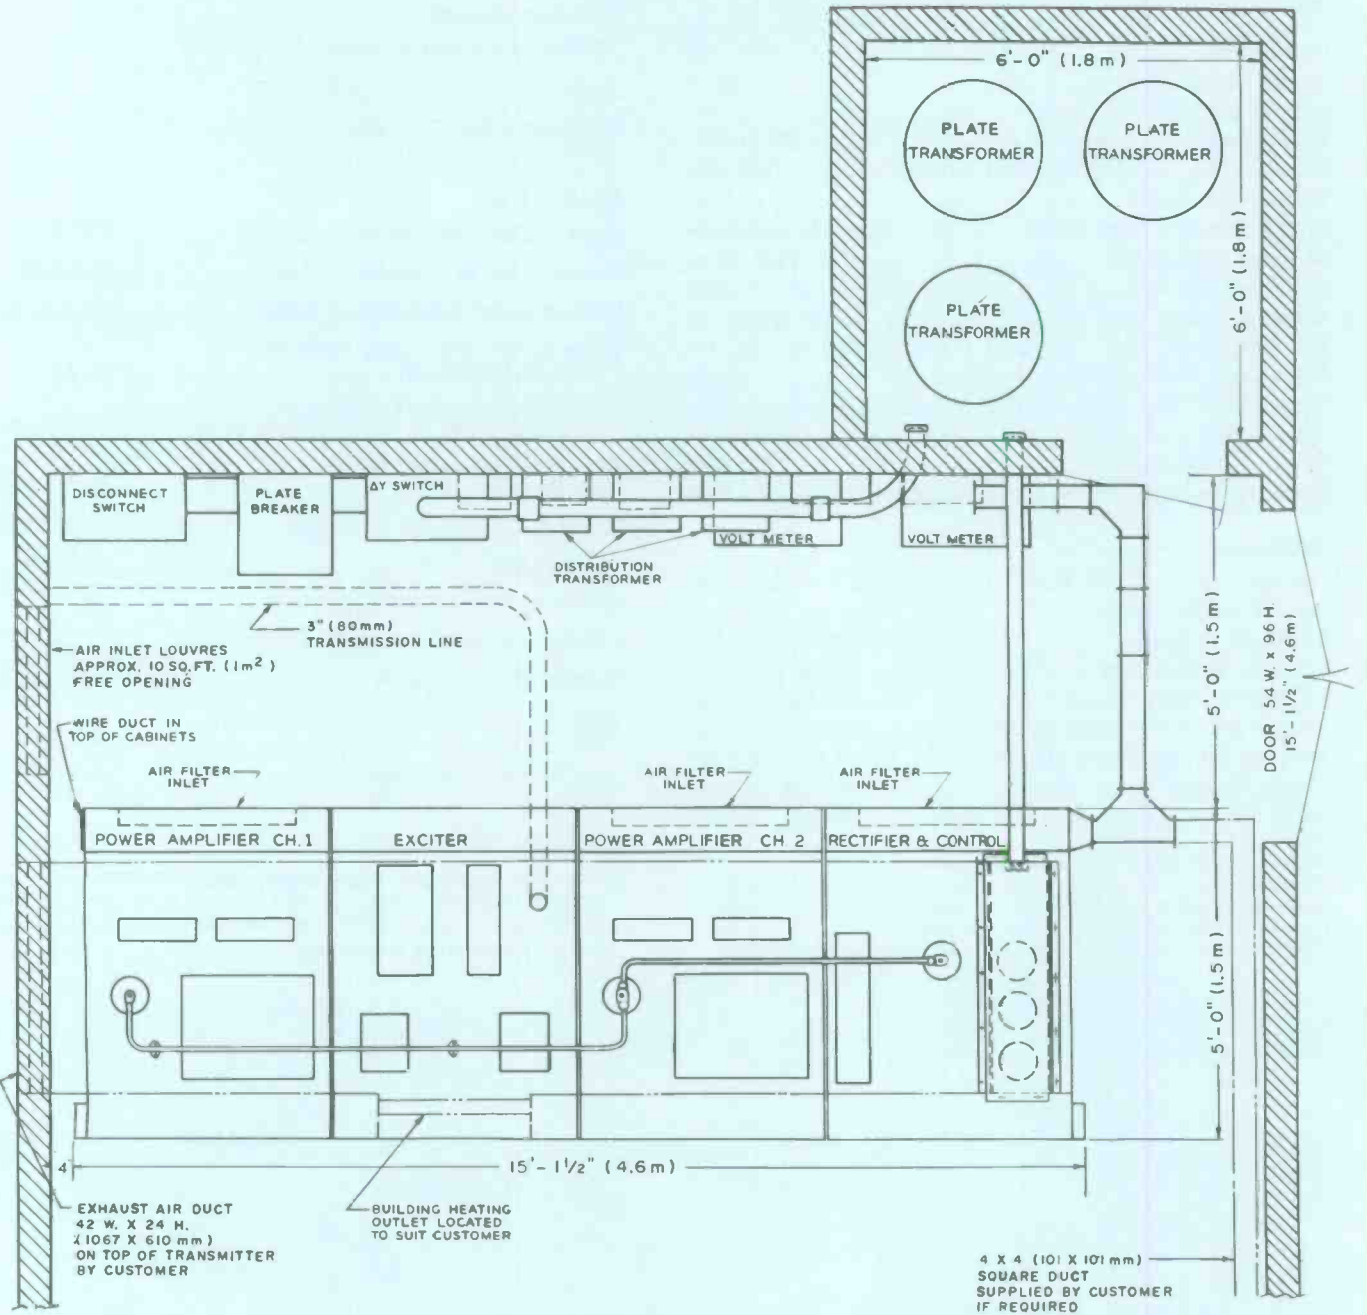 6'-0" (1.8 m)
PLATE
TRANSFORMER
PLATE
TRANSFORMER
6'-0" (1.8 m)
PLATE
TRANSFORMER
DISCONNECT
SWITCH
PLATE
BREAKER
ΔY SWITCH
VOLT METER
VOLT METER
DISTRIBUTION
TRANSFORMER
3" (80mm)
TRANSMISSION LINE
AIR INLET LOUVRES
APPROX. 10 SQ.FT. (1m²)
FREE OPENING
5'-0" (1.5 m)
DOOR 54 W. x 96 H.
15'-1 1/2" (4.6m)
WIRE DUCT IN
TOP OF CABINETS
AIR FILTER
INLET
AIR FILTER
INLET
AIR FILTER
INLET
POWER AMPLIFIER CH.1
EXCITER
POWER AMPLIFIER CH. 2
RECTIFIER & CONTROL
5'-0" (1.5 m)
4
15'-1 1/2" (4.6 m)
EXHAUST AIR DUCT
42 W. X 24 H.
(1067 X 610 mm)
ON TOP OF TRANSMITTER
BY CUSTOMER
BUILDING HEATING
OUTLET LOCATED
TO SUIT CUSTOMER
4 X 4 (101 X 101 mm)
SQUARE DUCT
SUPPLIED BY CUSTOMER
IF REQUIRED